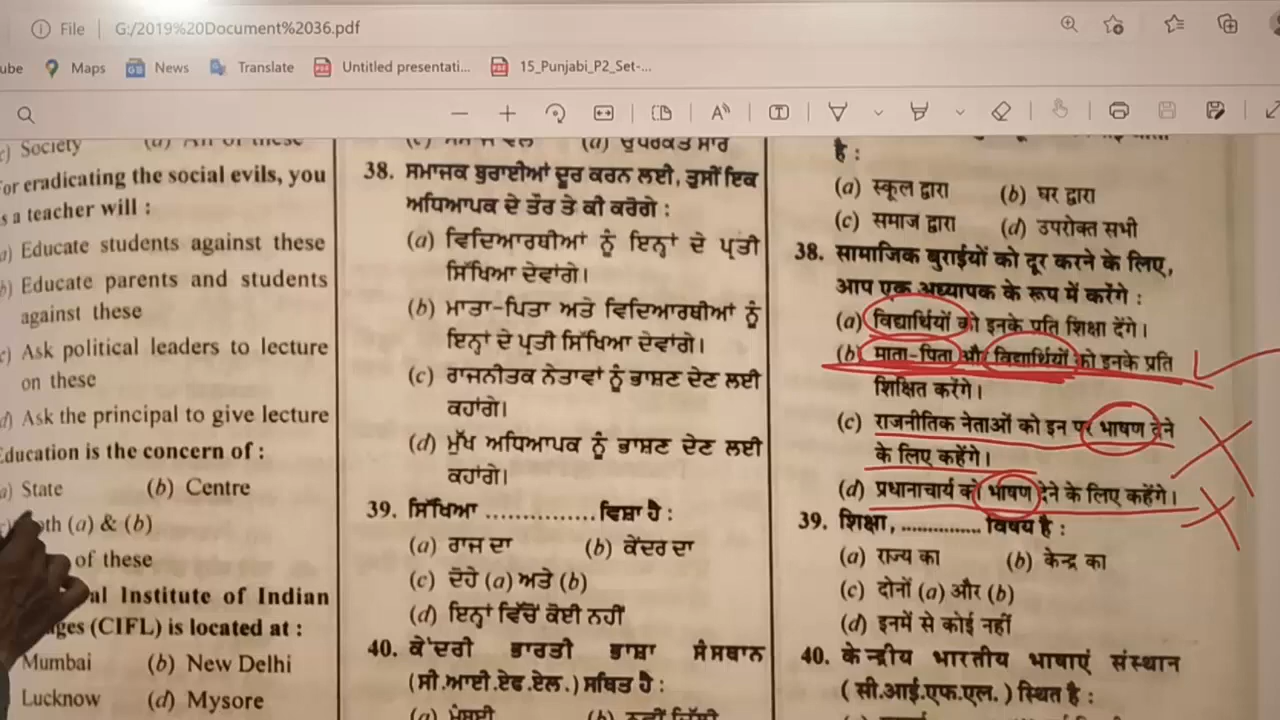 File G:/2019%20Document%2036.pdf
Maps News Translate Untitled presentati... 15_Punjabi_P2_Set-...
Society
or eradicating the social evils, you
s a teacher will :
Educate students against these
Educate parents and students
against these
Ask political leaders to lecture
on these
Ask the principal to give lecture
Education is the concern of :
State (b) Centre
(a) & (b)
of these
Institute of Indian
(CIFL) is located at :
Mumbai (b) New Delhi
Lucknow (d) Mysore
(d) ਉਪਰੋਕਤ ਸਾਰੇ
38. ਸਮਾਜਕ ਬੁਰਾਈਆਂ ਦੂਰ ਕਰਨ ਲਈ, ਤੁਸੀਂ ਇਕ
ਅਧਿਆਪਕ ਦੇ ਤੌਰ ਤੇ ਕੀ ਕਰੋਗੇ :
(a) ਵਿਦਿਆਰਥੀਆਂ ਨੂੰ ਇਨ੍ਹਾਂ ਦੇ ਪ੍ਰਤੀ
ਸਿੱਖਿਆ ਦੇਵਾਂਗੇ।
(b) ਮਾਤਾ-ਪਿਤਾ ਅਤੇ ਵਿਦਿਆਰਥੀਆਂ ਨੂੰ
ਇਨ੍ਹਾਂ ਦੇ ਪ੍ਰਤੀ ਸਿੱਖਿਆ ਦੇਵਾਂਗੇ।
(c) ਰਾਜਨੀਤਕ ਨੇਤਾਵਾਂ ਨੂੰ ਭਾਸ਼ਣ ਦੇਣ ਲਈ
ਕਹਾਂਗੇ।
(d) ਮੁੱਖ ਅਧਿਆਪਕ ਨੂੰ ਭਾਸ਼ਣ ਦੇਣ ਲਈ
ਕਹਾਂਗੇ।
39. ਸਿੱਖਿਆ ............... ਵਿਸ਼ਾ ਹੈ :
(a) ਰਾਜ ਦਾ (b) ਕੇਂਦਰ ਦਾ
(c) ਦੋਹੇ (a) ਅਤੇ (b)
(d) ਇਨ੍ਹਾਂ ਵਿੱਚੋਂ ਕੋਈ ਨਹੀਂ
40. ਕੇਂਦਰੀ ਭਾਰਤੀ ਭਾਸ਼ਾ ਸੰਸਥਾਨ
(ਸੀ.ਆਈ.ਏਫ.ਏਲ.) ਸਥਿਤ ਹੈ :
(a) ਮੁੰਬਈ (b) ਨਵੀਂ ਦਿੱਲੀ
है :
(a) स्कूल द्वारा (b) घर द्वारा
(c) समाज द्वारा (d) उपरोक्त सभी
38. सामाजिक बुराईयों को दूर करने के लिए,
आप एक अध्यापक के रूप में करेंगे :
(a) विद्यार्थियों को इनके प्रति शिक्षा देंगे।
(b) माता-पिता और विद्यार्थियों को इनके प्रति
शिक्षित करेंगे।
(c) राजनीतिक नेताओं को इन पर भाषण देने
के लिए कहेंगे।
(d) प्रधानाचार्य को भाषण देने के लिए कहेंगे।
39. शिक्षा, .............. विषय है :
(a) राज्य का (b) केन्द्र का
(c) दोनों (a) और (b)
(d) इनमें से कोई नहीं
40. केन्द्रीय भारतीय भाषाएं संस्थान
(सी.आई.एफ.एल.) स्थित है :